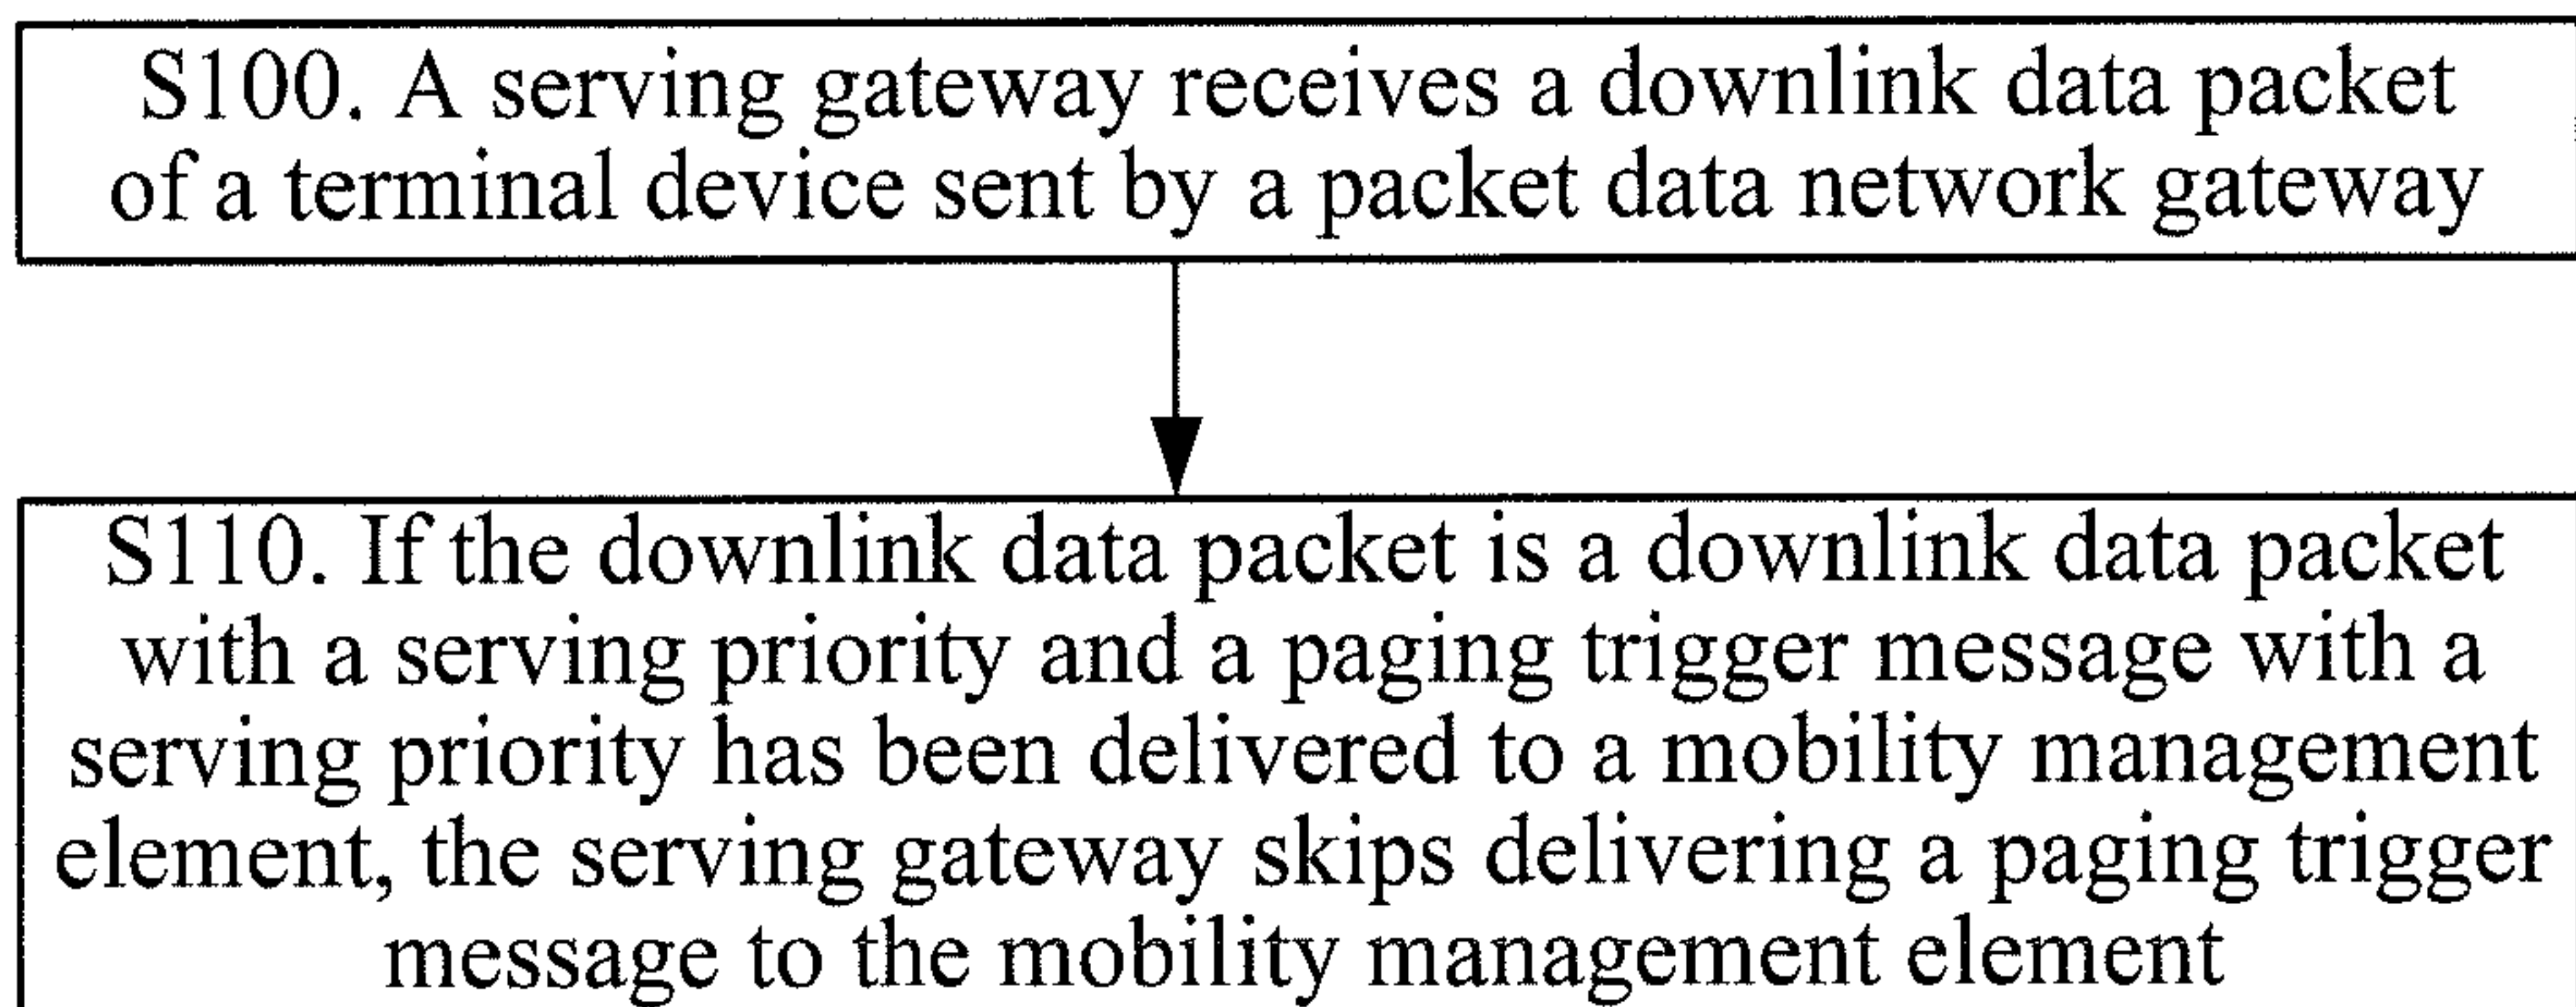 S100. A serving gateway receives a downlink data packet
of a terminal device sent by a packet data network gateway
S110. If the downlink data packet is a downlink data packet
with a serving priority and a paging trigger message with a
serving priority has been delivered to a mobility management
element, the serving gateway skips delivering a paging trigger
message to the mobility management element